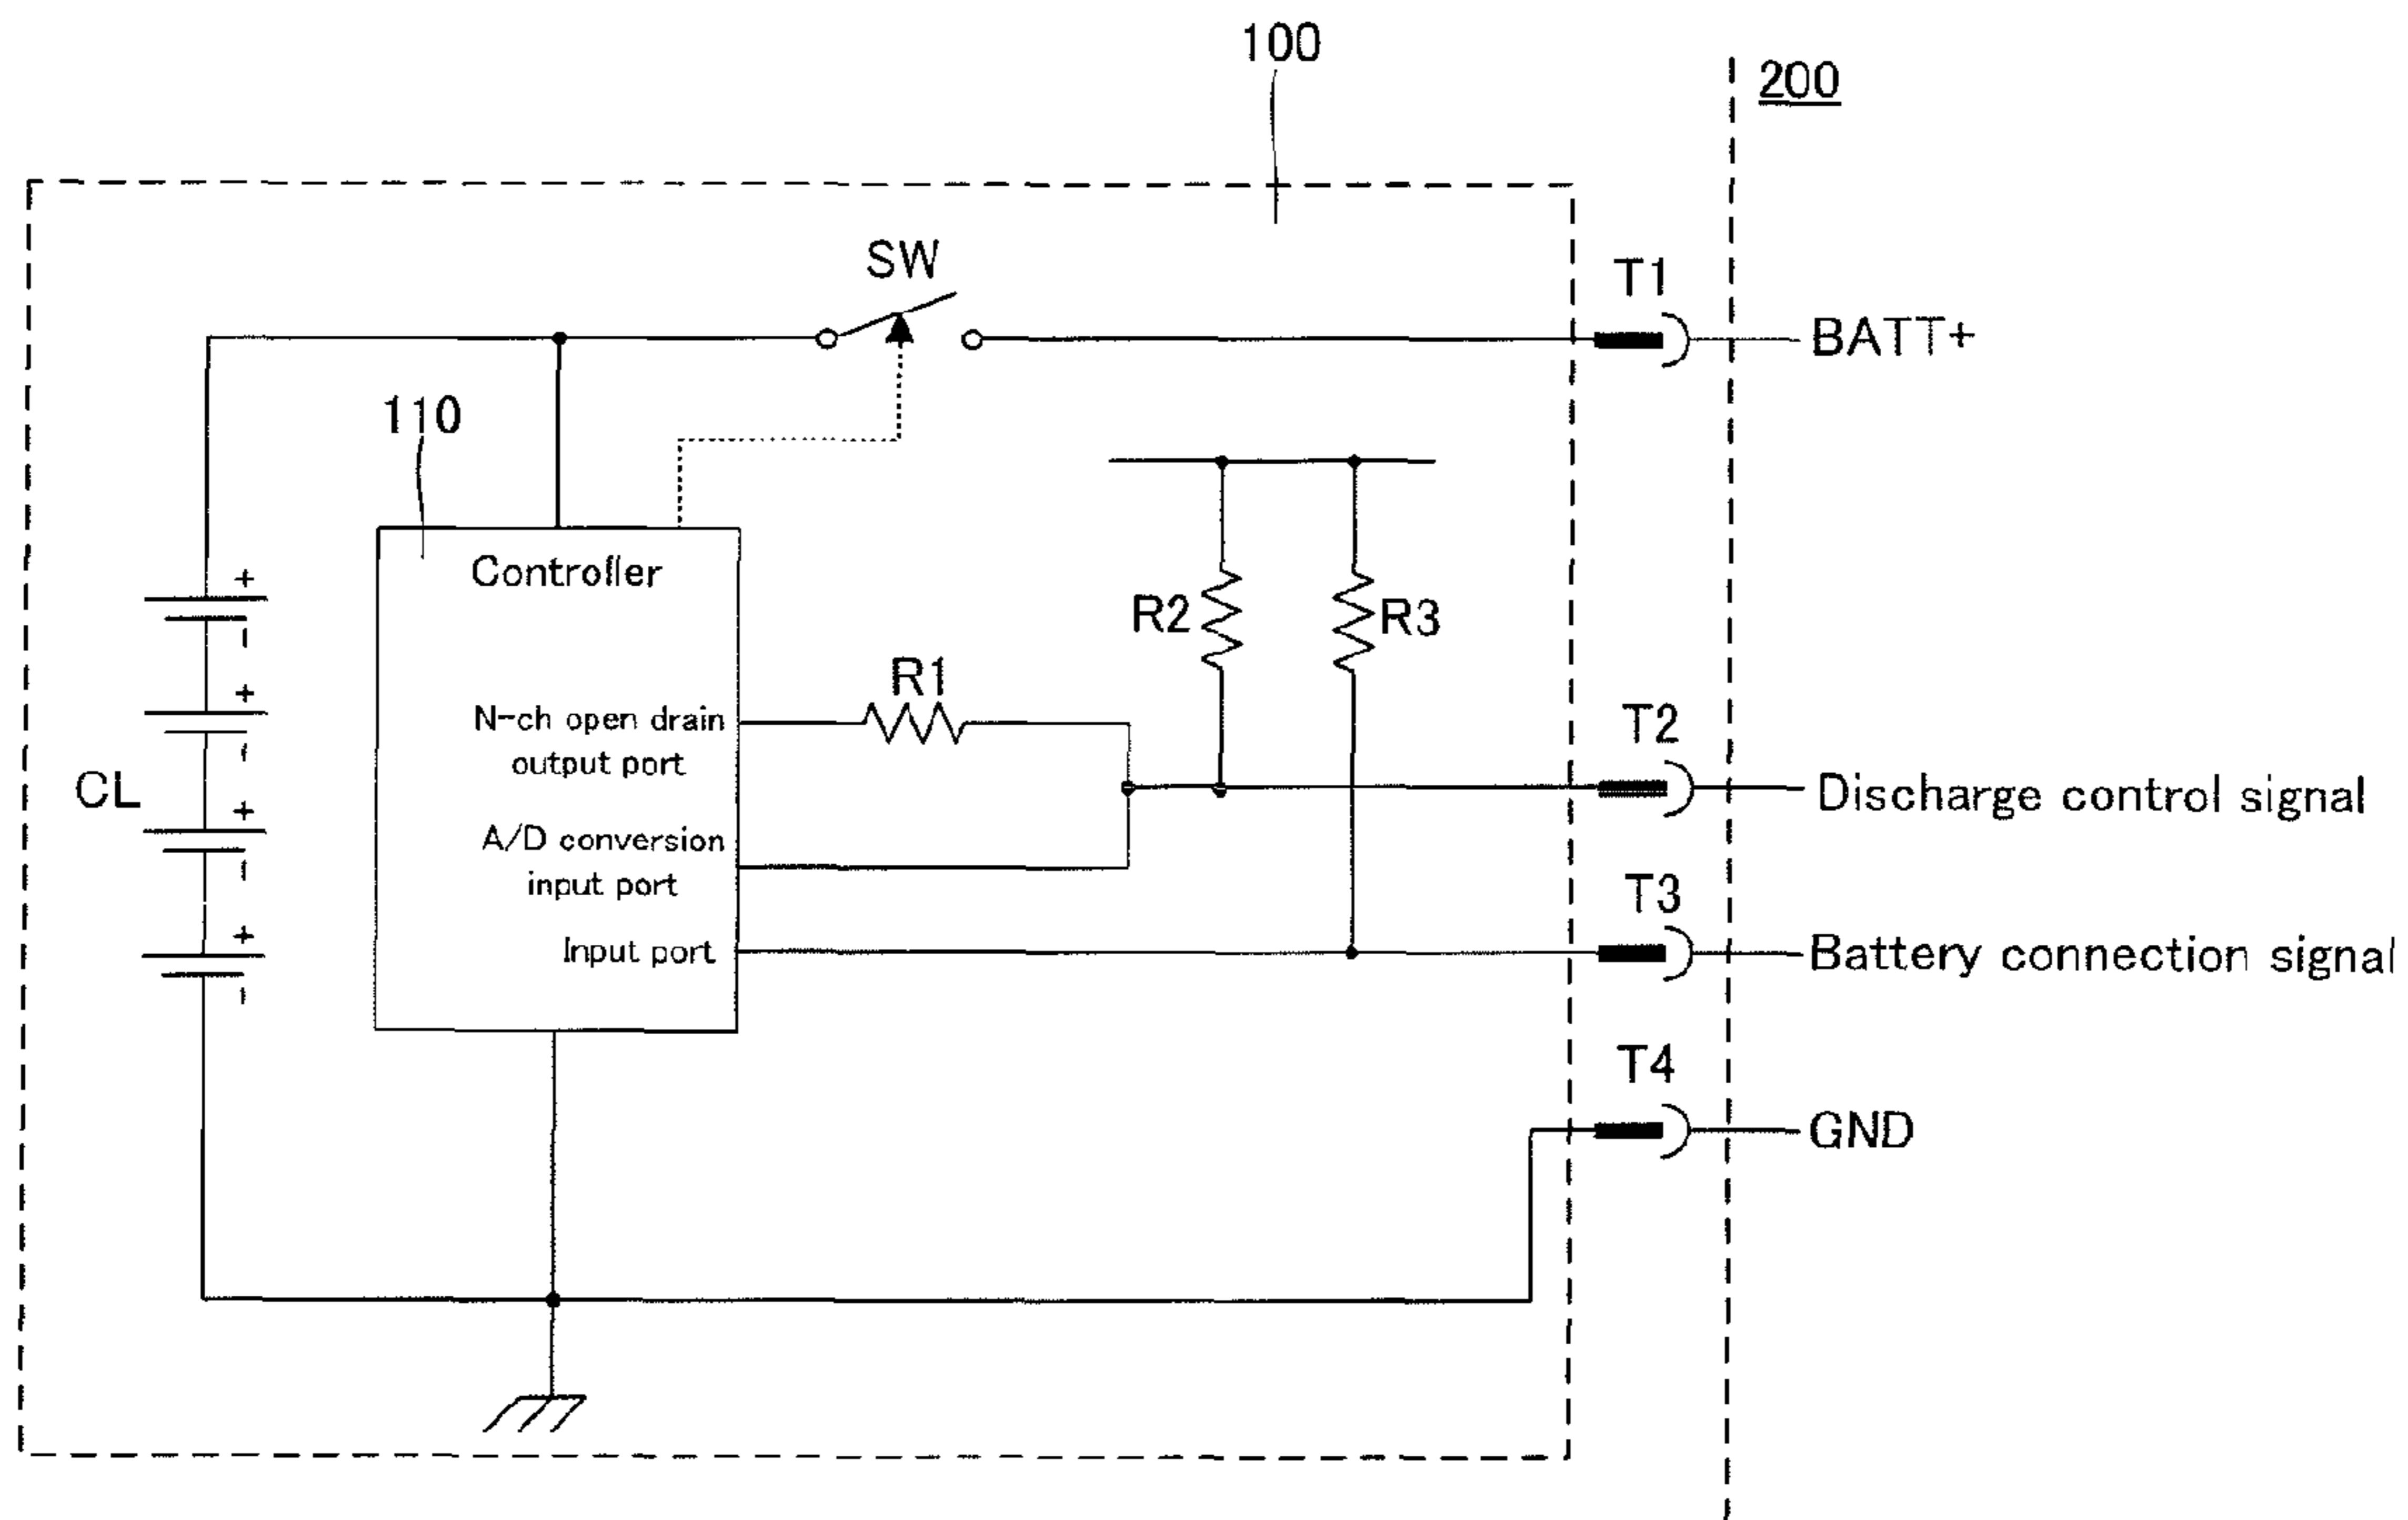 100
200
SW
T1
BATT+
110
+
-
Controller
R2
R3
R1
N-ch open drain
output port
T2
+
-
CL
Discharge control signal
+
-
A/D conversion
input port
T3
+
-
Input port
Battery connection signal
T4
GND